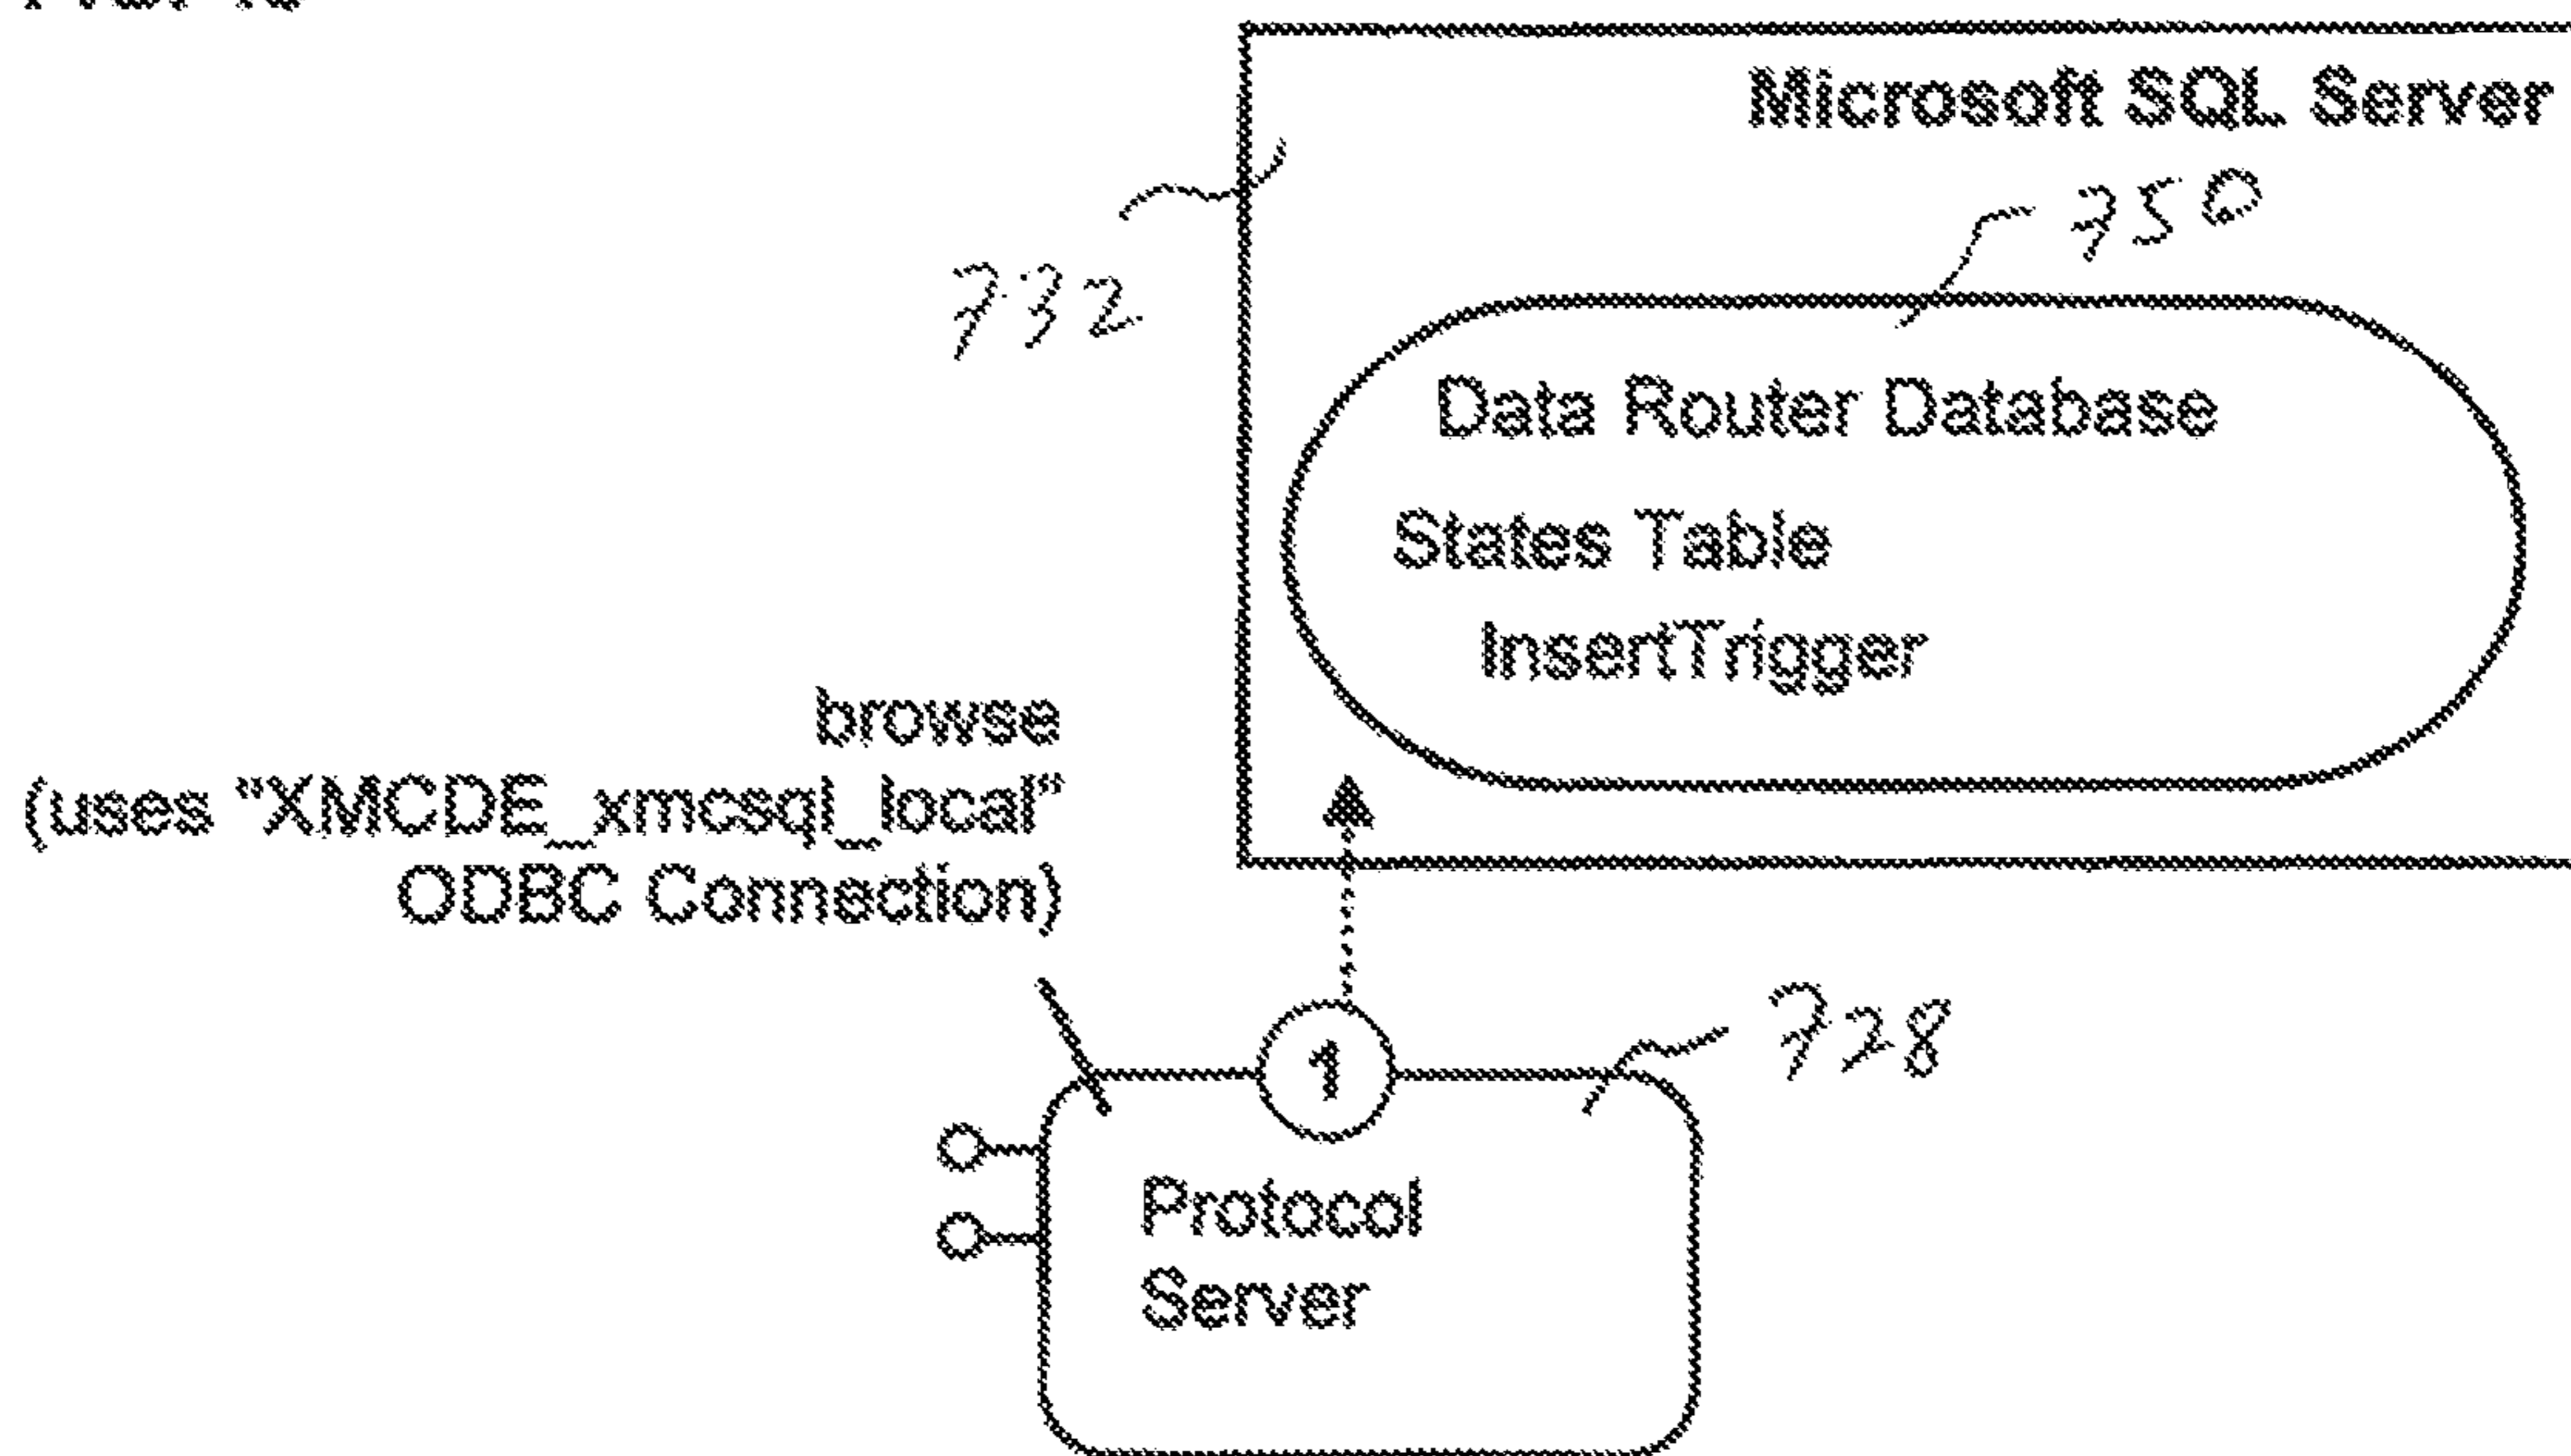 Microsoft SQL Server
750
732
Data Router Database
States Table
InsertTrigger
browse
(uses "XMCDE_xmcsql_local"
ODBC Connection)
728
1
Protocol
Server